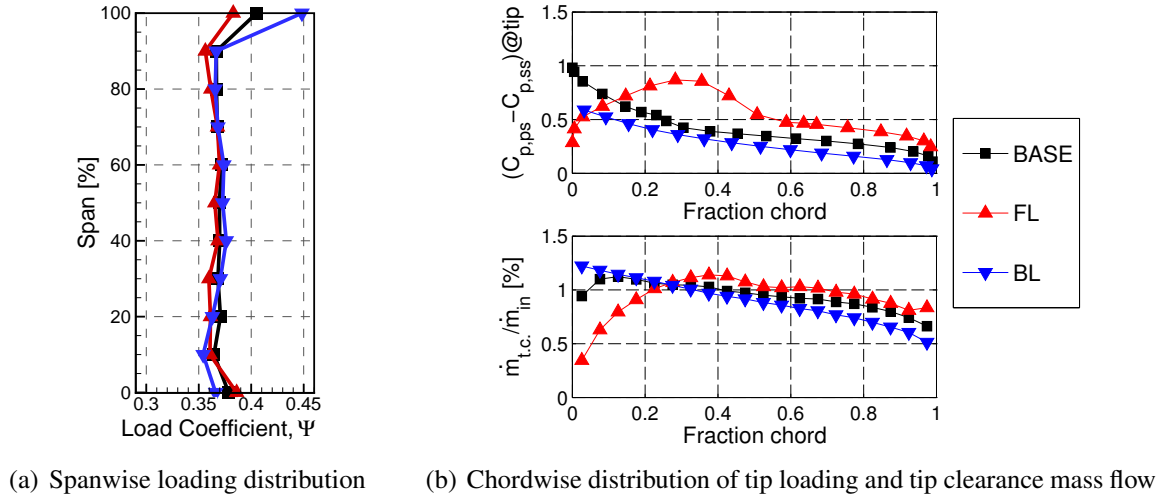 100
80
60
40
20
0
Span [%]
0.3
0.35
0.4
0.45
Load Coefficient, Ψ
(C_p,ps−C_p,ss)@tip
1.5
1
0.5
0
0
0.2
0.4
0.6
0.8
1
Fraction chord
ṁ_t.c./ṁ_in [%]
1.5
1
0.5
0
0
0.2
0.4
0.6
0.8
1
Fraction chord
BASE
FL
BL
(a) Spanwise loading distribution
(b) Chordwise distribution of tip loading and tip clearance mass flow